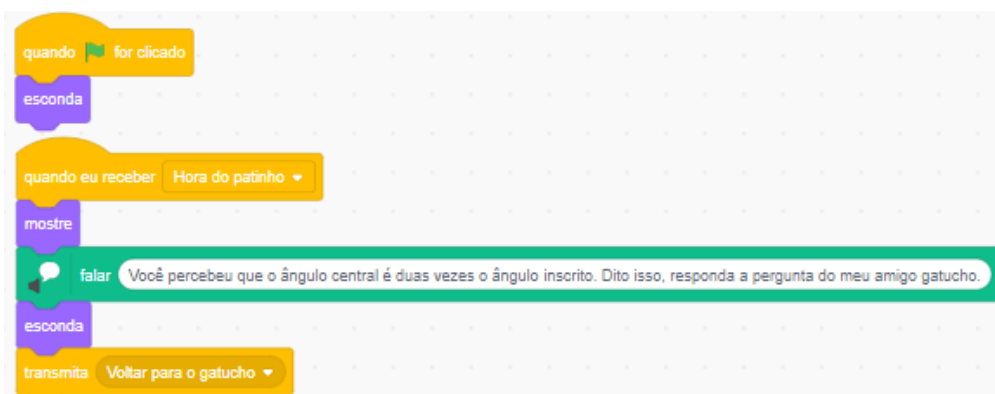 quando for clicado
esconda
quando eu receber Hora do patinho
mostre
falar Você percebeu que o ângulo central é duas vezes o ângulo inscrito. Dito isso, responda a pergunta do meu amigo gatucho.
esconda
transmita Voltar para o gatucho